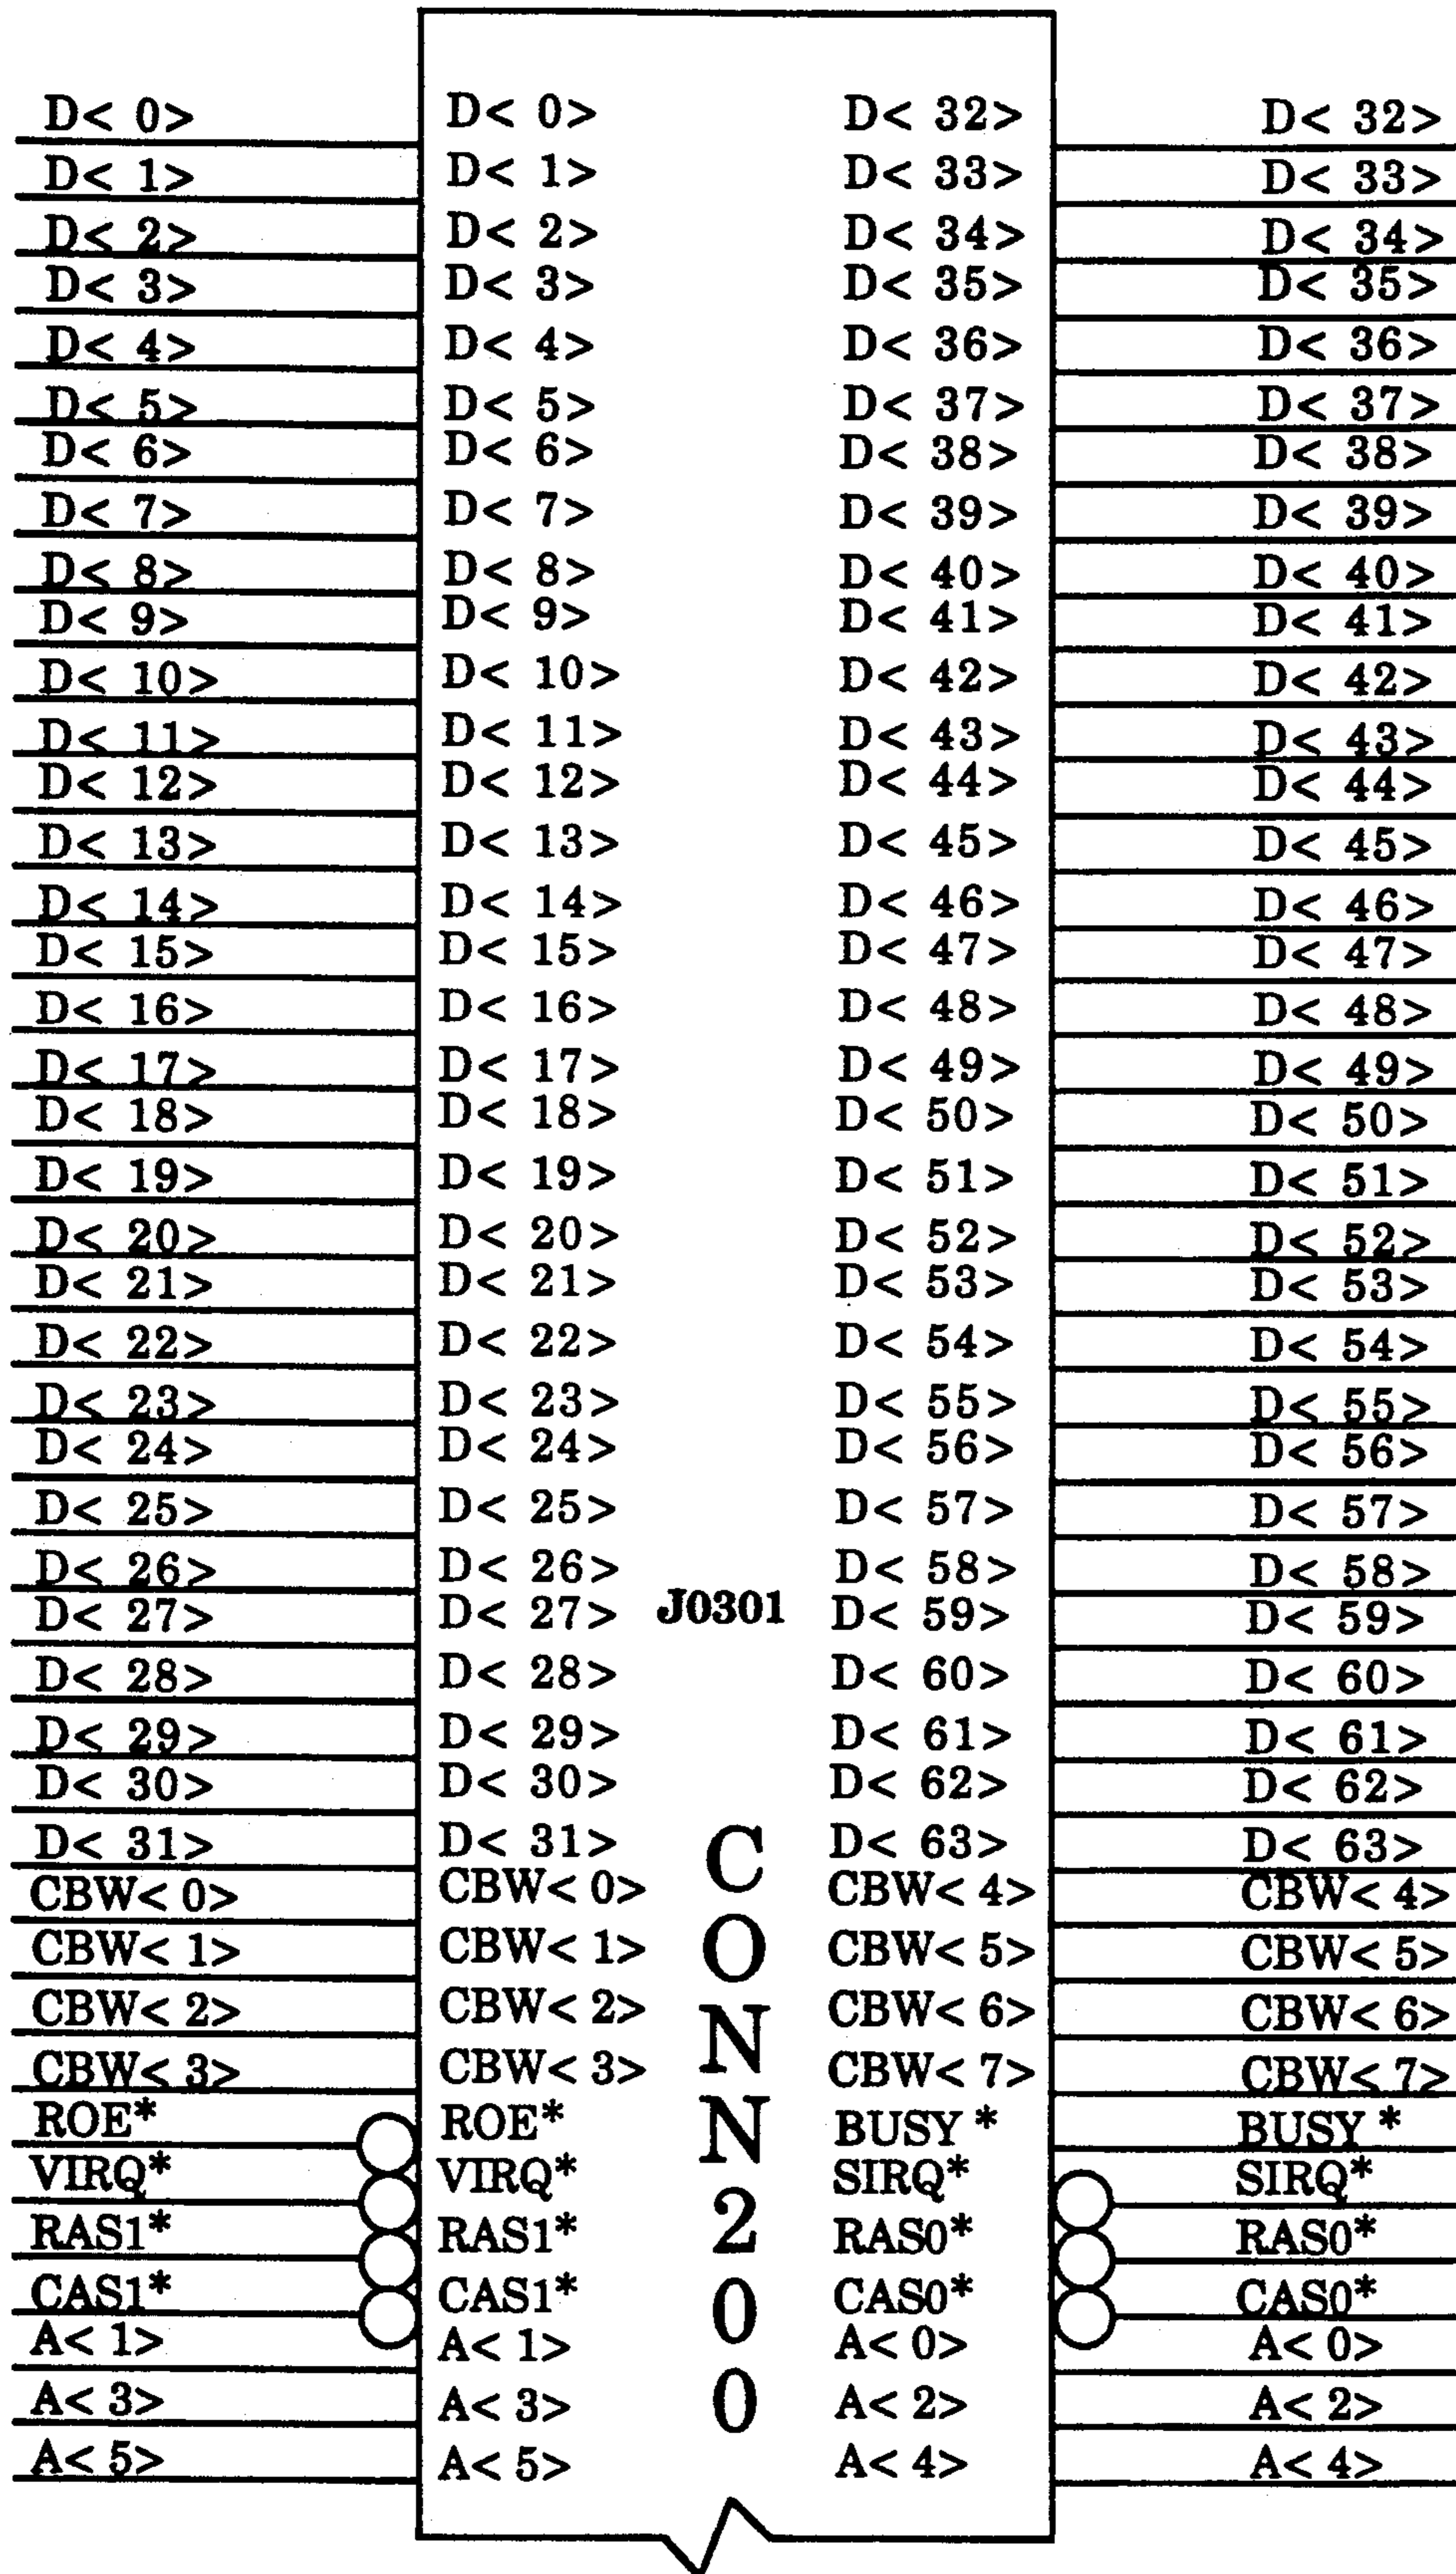 D< 0> D< 0> D< 32> D< 32>
D< 1> D< 1> D< 33> D< 33>
D< 2> D< 2> D< 34> D< 34>
D< 3> D< 3> D< 35> D< 35>
D< 4> D< 4> D< 36> D< 36>
D< 5> D< 5> D< 37> D< 37>
D< 6> D< 6> D< 38> D< 38>
D< 7> D< 7> D< 39> D< 39>
D< 8> D< 8> D< 40> D< 40>
D< 9> D< 9> D< 41> D< 41>
D< 10> D< 10> D< 42> D< 42>
D< 11> D< 11> D< 43> D< 43>
D< 12> D< 12> D< 44> D< 44>
D< 13> D< 13> D< 45> D< 45>
D< 14> D< 14> D< 46> D< 46>
D< 15> D< 15> D< 47> D< 47>
D< 16> D< 16> D< 48> D< 48>
D< 17> D< 17> D< 49> D< 49>
D< 18> D< 18> D< 50> D< 50>
D< 19> D< 19> D< 51> D< 51>
D< 20> D< 20> D< 52> D< 52>
D< 21> D< 21> D< 53> D< 53>
D< 22> D< 22> D< 54> D< 54>
D< 23> D< 23> D< 55> D< 55>
D< 24> D< 24> D< 56> D< 56>
D< 25> D< 25> D< 57> D< 57>
D< 26> D< 26> D< 58> D< 58>
D< 27> D< 27> J0301 D< 59> D< 59>
D< 28> D< 28> D< 60> D< 60>
D< 29> D< 29> D< 61> D< 61>
D< 30> D< 30> D< 62> D< 62>
D< 31> D< 31> D< 63> D< 63>
CBW< 0> CBW< 0> CBW< 4> CBW< 4>
CBW< 1> CBW< 1> CBW< 5> CBW< 5>
CBW< 2> CBW< 2> CBW< 6> CBW< 6>
CBW< 3> CBW< 3> CBW< 7> CBW< 7>
ROE* ROE* BUSY * BUSY *
VIRQ* VIRQ* SIRQ* SIRQ*
RAS1* RAS1* RAS0* RAS0*
CAS1* CAS1* CAS0* CAS0*
A< 1> A< 1> A< 0> A< 0>
A< 3> A< 3> A< 2> A< 2>
A< 5> A< 5> A< 4> A< 4>
CONN200